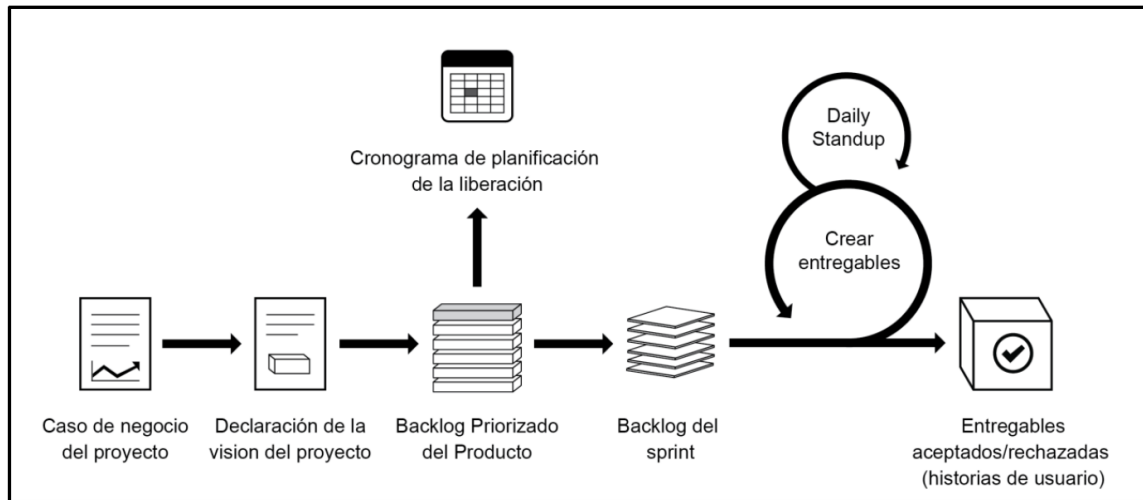 Cronograma de planificación
de la liberación
Daily
Standup
Crear
entregables
Caso de negocio
del proyecto
Declaración de la
vision del proyecto
Backlog Priorizado
del Producto
Backlog del
sprint
Entregables
aceptados/rechazadas
(historias de usuario)